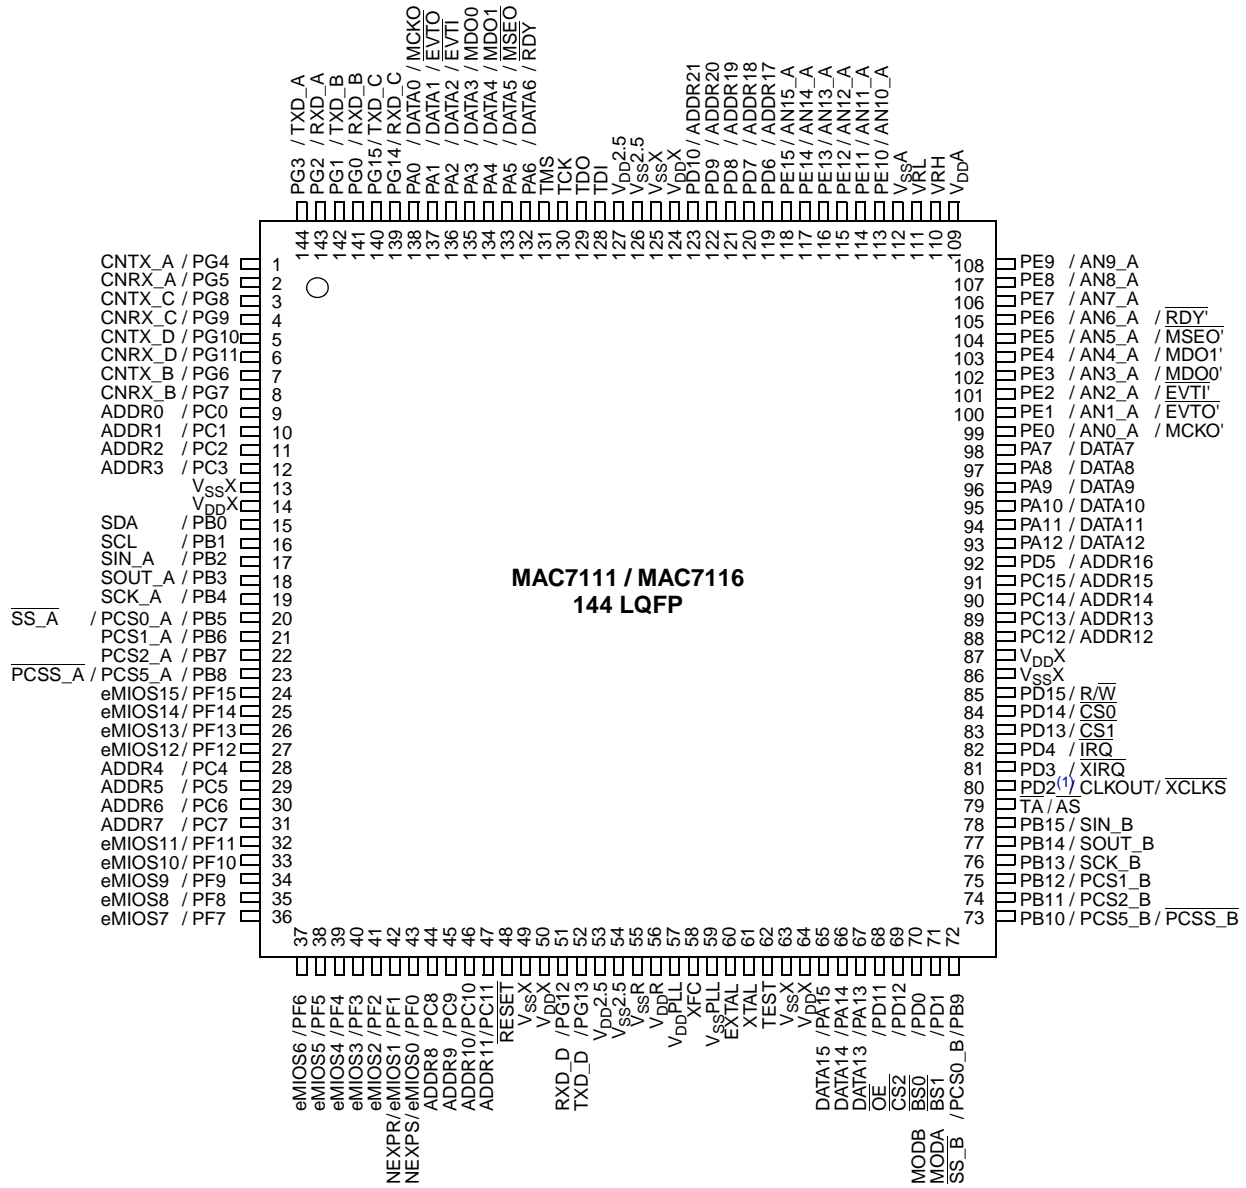 PG3 / TXD_A
PG2 / RXD_A
PG1 / TXD_B
PG0 / RXD_B
PG15 / TXD_C
PG14 / RXD_C
PA0 / DATA0 / MCKO
PA1 / DATA1 / EVTO
PA2 / DATA2 / EVTI
PA3 / DATA3 / MDO0
PA4 / DATA4 / MDO1
PA5 / DATA5 / MSEO
PA6 / DATA6 / RDY
TMS
TCK
TDO
TDI
VDD2.5
VSS2.5
VSSX
VDDX
PD10 / ADDR21
PD9 / ADDR20
PD8 / ADDR19
PD7 / ADDR18
PD6 / ADDR17
PE15 / AN15_A
PE14 / AN14_A
PE13 / AN13_A
PE12 / AN12_A
PE11 / AN11_A
PE10 / AN10_A
VSSA
VRL
VRH
VDDA
144 143 142 141 140 139 138 137 136 135 134 133 132 131 130 129 128 127 126 125 124 123 122 121 120 119 118 117 116 115 114 113 112 111 110 109
CNTX_A / PG4 1
CNRX_A / PG5 2
CNTX_C / PG8 3
CNRX_C / PG9 4
CNTX_D / PG10 5
CNRX_D / PG11 6
CNTX_B / PG6 7
CNRX_B / PG7 8
ADDR0 / PC0 9
ADDR1 / PC1 10
ADDR2 / PC2 11
ADDR3 / PC3 12
VSSX 13
VDDX 14
SDA / PB0 15
SCL / PB1 16
SIN_A / PB2 17
SOUT_A / PB3 18
SCK_A / PB4 19
SS_A / PCS0_A / PB5 20
PCS1_A / PB6 21
PCS2_A / PB7 22
PCSS_A / PCS5_A / PB8 23
eMIOS15 / PF15 24
eMIOS14 / PF14 25
eMIOS13 / PF13 26
eMIOS12 / PF12 27
ADDR4 / PC4 28
ADDR5 / PC5 29
ADDR6 / PC6 30
ADDR7 / PC7 31
eMIOS11 / PF11 32
eMIOS10 / PF10 33
eMIOS9 / PF9 34
eMIOS8 / PF8 35
eMIOS7 / PF7 36
MAC7111 / MAC7116
144 LQFP
108 PE9 / AN9_A
107 PE8 / AN8_A
106 PE7 / AN7_A
105 PE6 / AN6_A / RDY'
104 PE5 / AN5_A / MSEO'
103 PE4 / AN4_A / MDO1'
102 PE3 / AN3_A / MDO0'
101 PE2 / AN2_A / EVTI'
100 PE1 / AN1_A / EVTO'
99 PE0 / AN0_A / MCKO'
98 PA7 / DATA7
97 PA8 / DATA8
96 PA9 / DATA9
95 PA10 / DATA10
94 PA11 / DATA11
93 PA12 / DATA12
92 PD5 / ADDR16
91 PC15 / ADDR15
90 PC14 / ADDR14
89 PC13 / ADDR13
88 PC12 / ADDR12
87 VDDX
86 VSSX
85 PD15 / R/W
84 PD14 / CS0
83 PD13 / CS1
82 PD4 / IRQ
81 PD3 / XIRQ
80 PD2(1) / CLKOUT / XCLKS
79 TA / AS
78 PB15 / SIN_B
77 PB14 / SOUT_B
76 PB13 / SCK_B
75 PB12 / PCS1_B
74 PB11 / PCS2_B
73 PB10 / PCS5_B / PCSS_B
37 38 39 40 41 42 43 44 45 46 47 48 49 50 51 52 53 54 55 56 57 58 59 60 61 62 63 64 65 66 67 68 69 70 71 72
eMIOS6 / PF6
eMIOS5 / PF5
eMIOS4 / PF4
eMIOS3 / PF3
eMIOS2 / PF2
NEXPR / eMIOS1 / PF1
NEXPS / eMIOS0 / PF0
ADDR8 / PC8
ADDR9 / PC9
ADDR10 / PC10
ADDR11 / PC11
RESET
VSSX
VDDX
RXD_D / PG12
TXD_D / PG13
VDD2.5
VSS2.5
VSSR
VDDR
VDDPLL
XFC
VSSPLL
EXTAL
XTAL
TEST
VSSX
VDDX
DATA15 / PA15
DATA14 / PA14
DATA13 / PA13
OE / PD11
CS2 / PD12
MODB BS0 / PD0
MODA BS1 / PD1
SS_B / PCS0_B / PB9